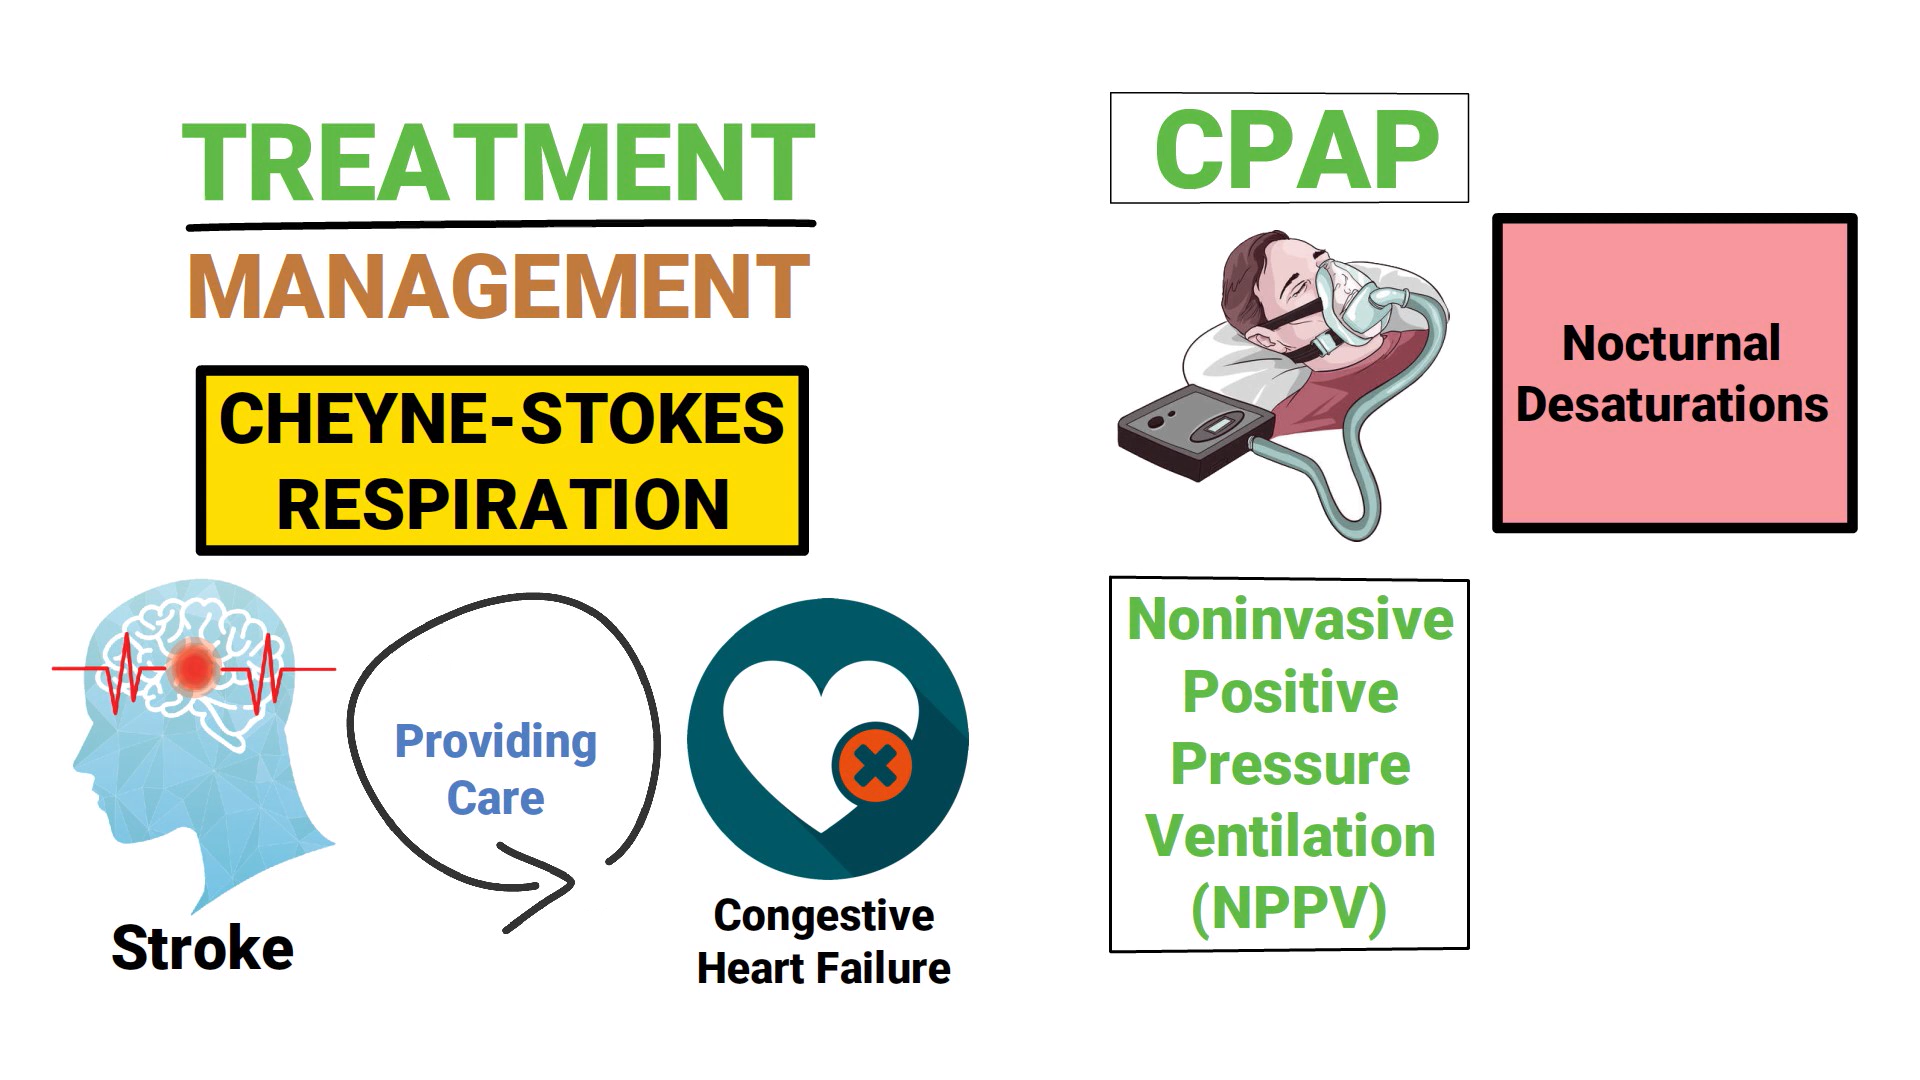 TREATMENT
MANAGEMENT
CHEYNE-STOKES
RESPIRATION
Stroke
Providing
Care
Congestive
Heart Failure
CPAP
Nocturnal
Desaturations
Noninvasive
Positive
Pressure
Ventilation
(NPPV)